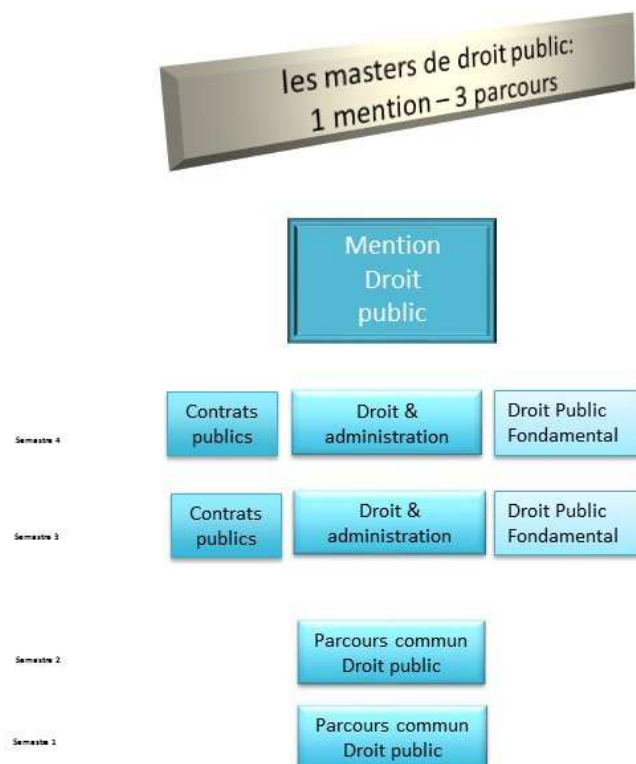 les masters de droit public:
1 mention – 3 parcours
Mention
Droit
public
Semestre 4
Contrats
publics
Droit &
administration
Droit Public
Fondamental
Semestre 3
Contrats
publics
Droit &
administration
Droit Public
Fondamental
Semestre 2
Parcours commun
Droit public
Semestre 1
Parcours commun
Droit public